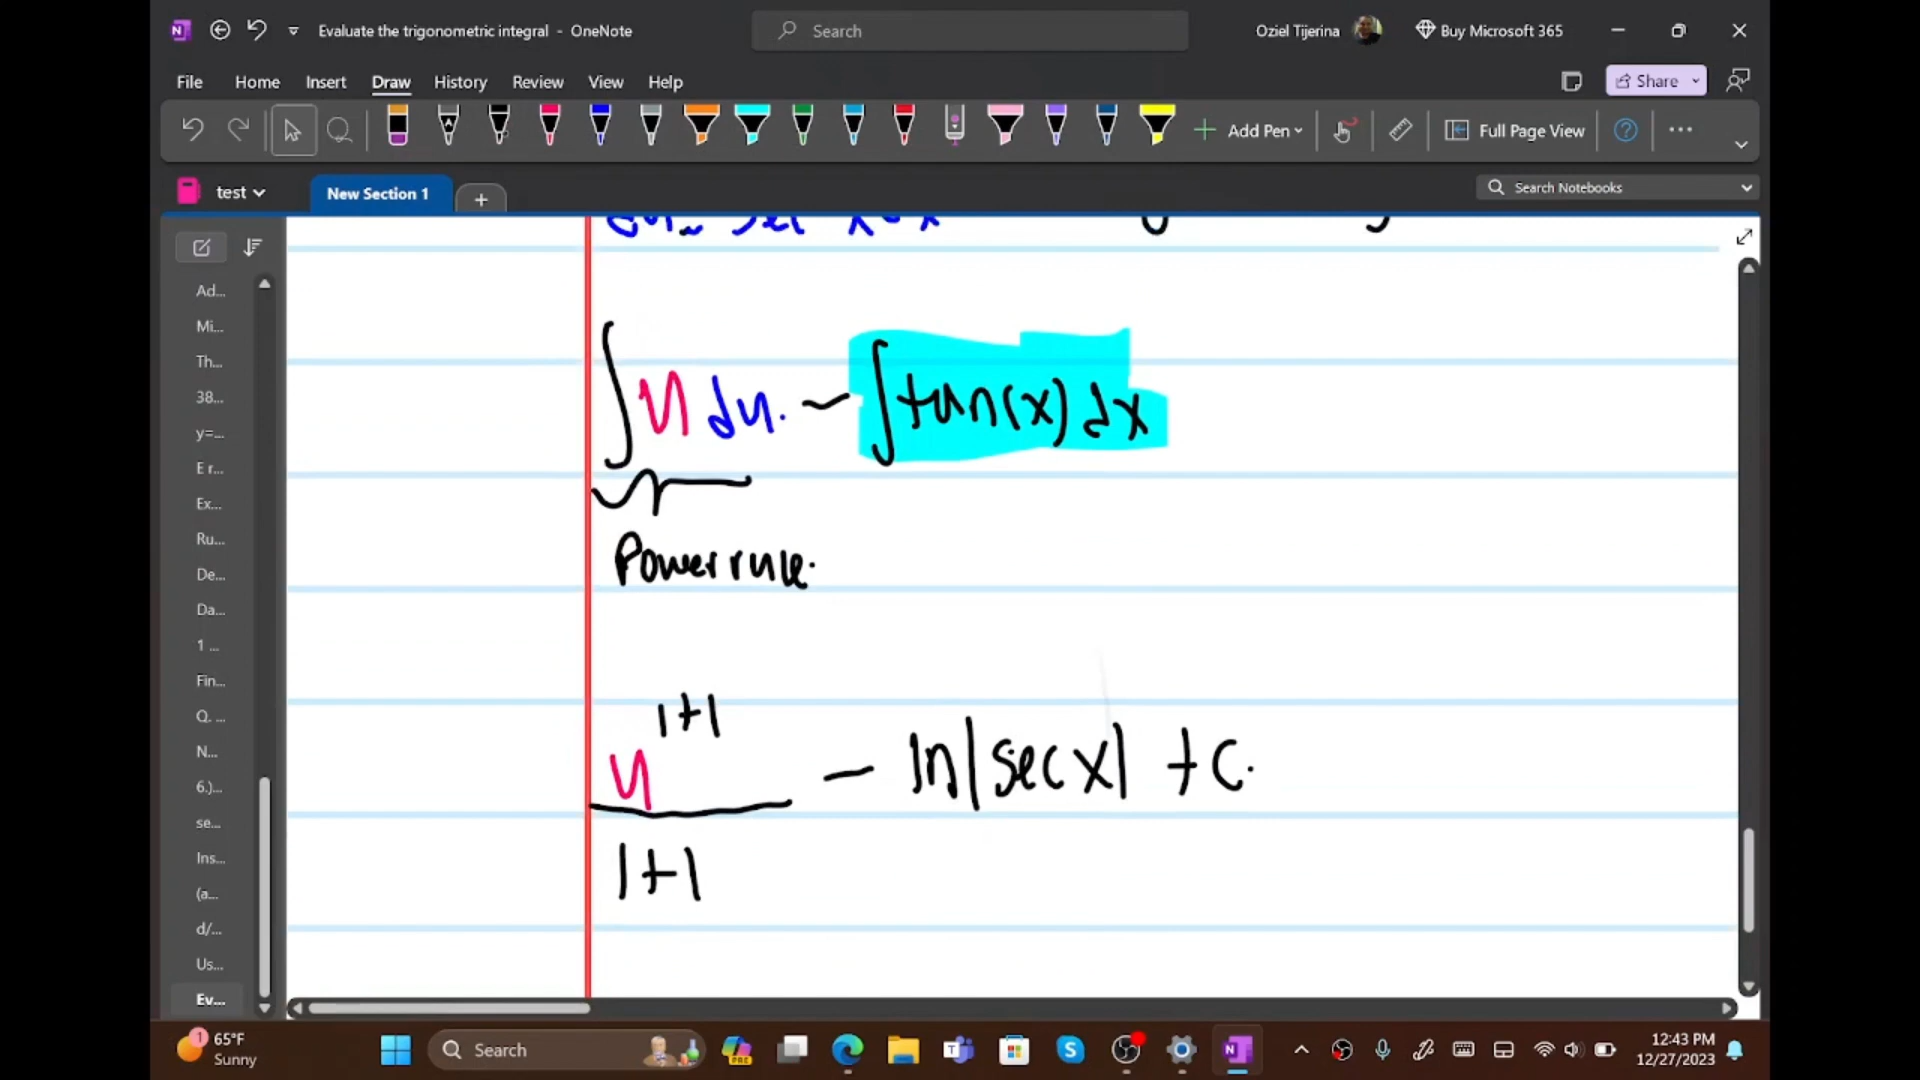 Evaluate the trigonometric integral - OneNote
Search
Oziel Tijerina
Buy Microsoft 365
File Home Insert Draw History Review View Help
Share
Add Pen
Full Page View
test
New Section 1
Search Notebooks
Ad...
Mi...
Th...
38...
y=...
E r...
Ex...
Ru...
De...
Da...
1 ...
Fin...
Q. ...
N...
6.)...
se...
Ins...
(a...
d/...
Us...
Ev...
∫ u du. - ∫ tan(x) dx
Power rule.
u^(1+1) / (1+1) - ln|sec x| + c.
1
65°F
Sunny
Search
PRE
12:43 PM
12/27/2023